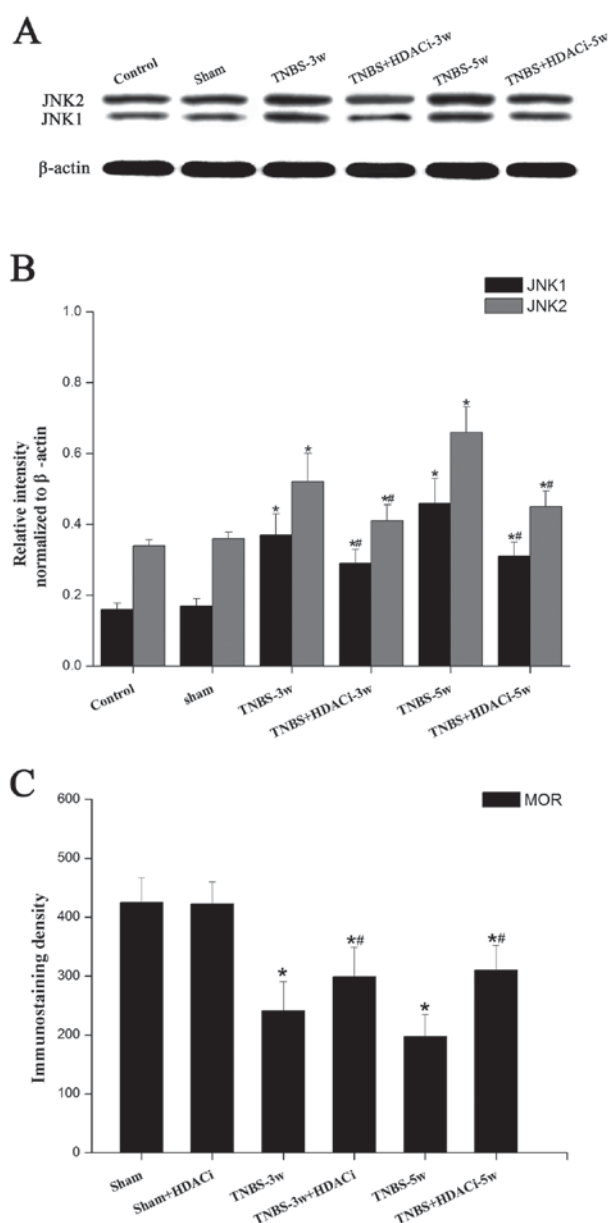 A
Control Sham TNBS-3w TNBS+HDACi-3w TNBS-5w TNBS+HDACi-5w
JNK2
JNK1
β-actin
B
JNK1
JNK2
1.0
0.8
0.6
0.4
0.2
0.0
Relative intensity
normalized to β -actin
* * *# *# * * *# *#
Control sham TNBS-3w TNBS+HDACi-3w TNBS-5w TNBS+HDACi-5w
C
MOR
600
500
400
300
200
100
0
Immunostaining density
* *# * *#
Sham Sham+HDACi TNBS-3w TNBS-3w+HDACi TNBS-5w TNBS+HDACi-5w